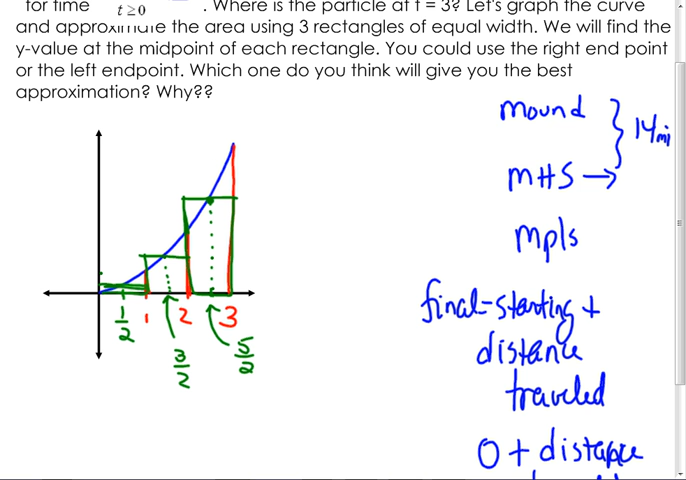 for time t ≥ 0 . Where is the particle at t = 3? Let's graph the curve
and approximate the area using 3 rectangles of equal width. We will find the
y-value at the midpoint of each rectangle. You could use the right end point
or the left endpoint. Which one do you think will give you the best
approximation? Why??
mound
14 mi
MHS →
mpls
final-starting +
distance
traveled
0 + distance
1/2 1 2 3
3/2 5/2